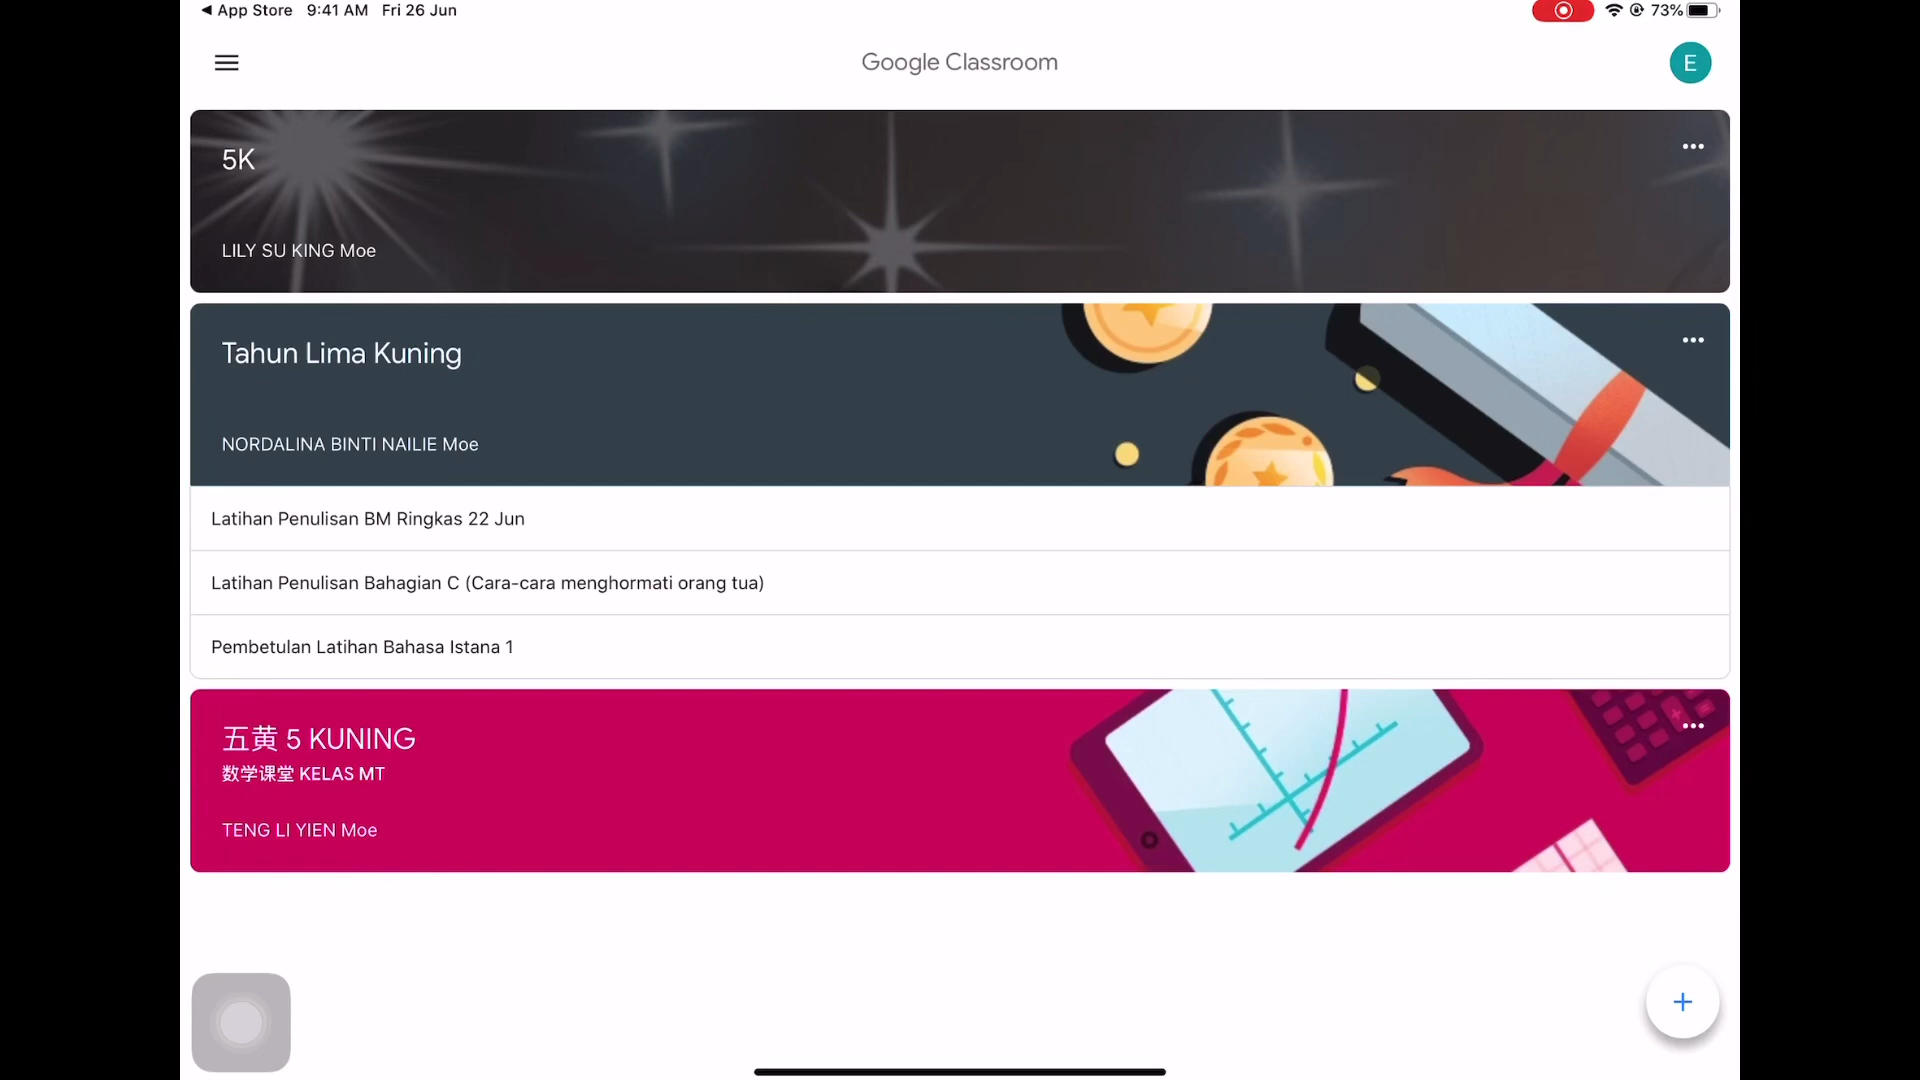 ◀ App Store 9:41 AM Fri 26 Jun 73%
Google Classroom
E
5K
LILY SU KING Moe
Tahun Lima Kuning
NORDALINA BINTI NAILIE Moe
Latihan Penulisan BM Ringkas 22 Jun
Latihan Penulisan Bahagian C (Cara-cara menghormati orang tua)
Pembetulan Latihan Bahasa Istana 1
五黄 5 KUNING
数学课堂 KELAS MT
TENG LI YIEN Moe